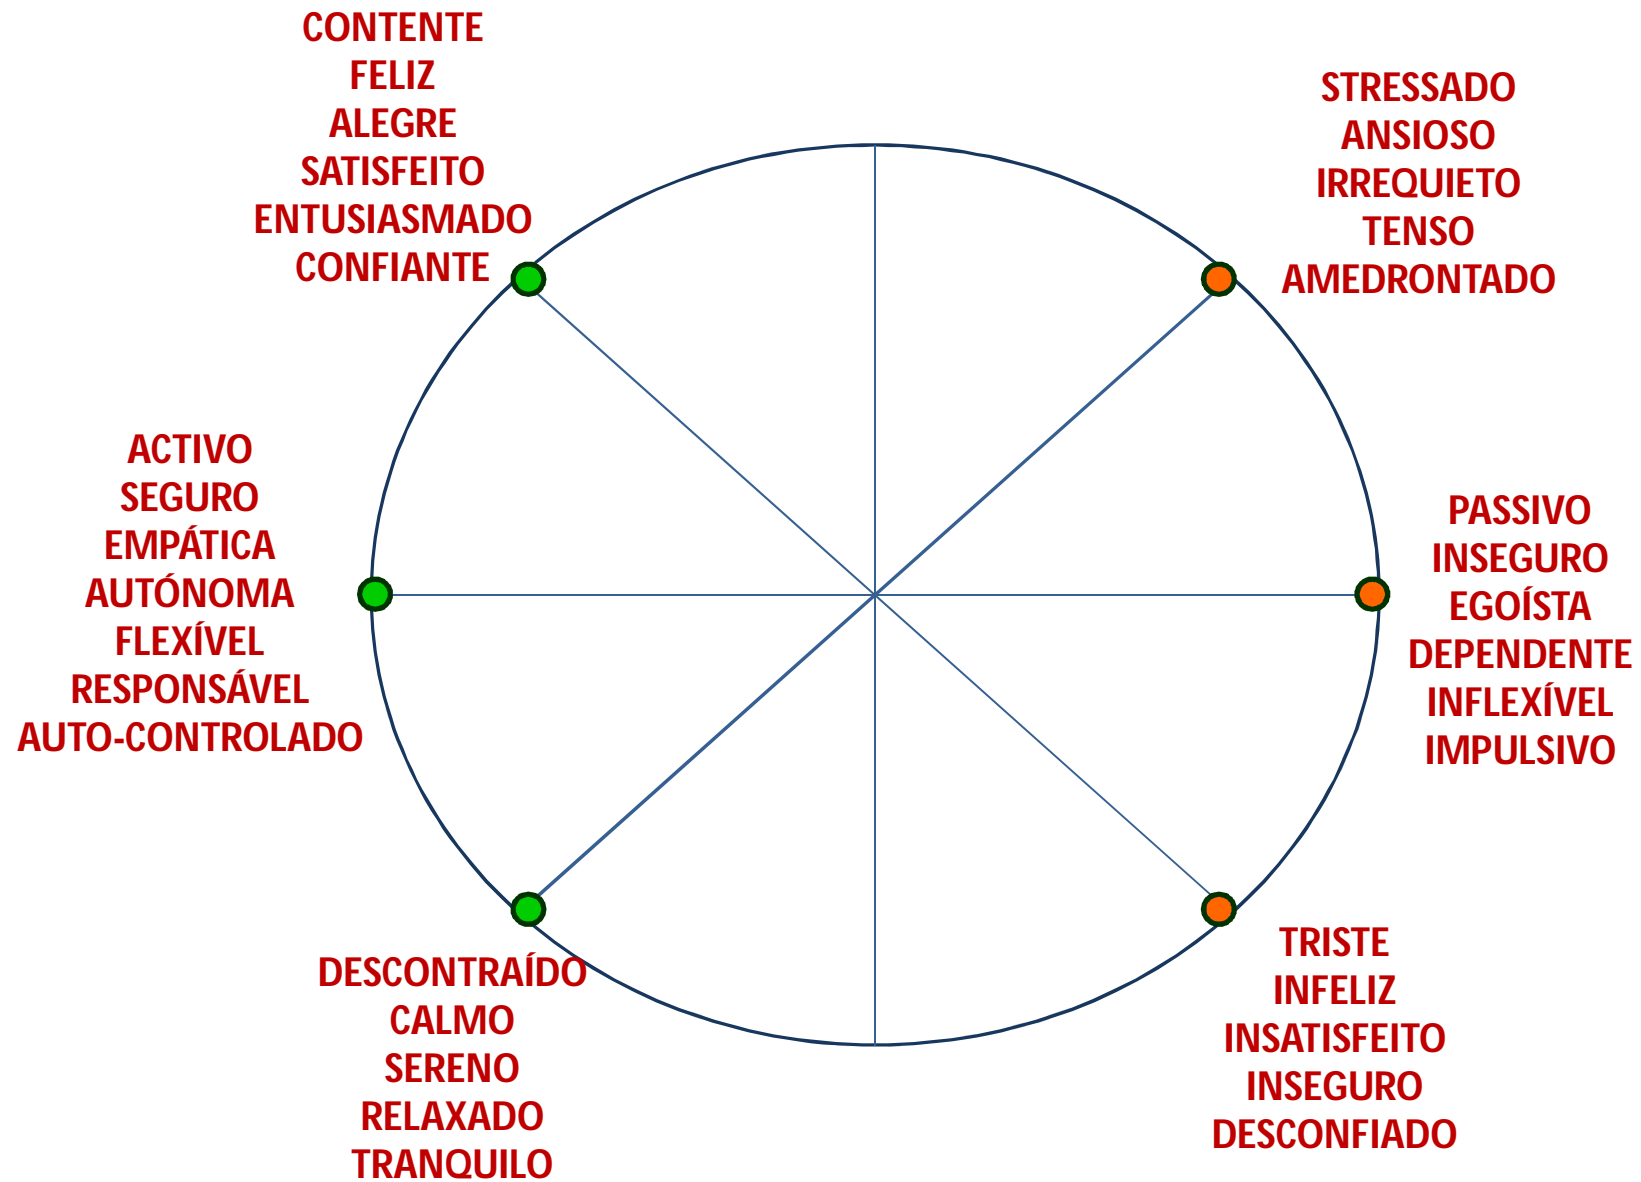 CONTENTE
FELIZ
ALEGRE
SATISFEITO
ENTUSIASMADO
CONFIANTE
STRESSADO
ANSIOSO
IRREQUIETO
TENSO
AMEDRONTADO
ACTIVO
SEGURO
EMPÁTICA
AUTÓNOMA
FLEXÍVEL
RESPONSÁVEL
AUTO-CONTROLADO
PASSIVO
INSEGURO
EGOÍSTA
DEPENDENTE
INFLEXÍVEL
IMPULSIVO
DESCONTRAÍDO
CALMO
SERENO
RELAXADO
TRANQUILO
TRISTE
INFELIZ
INSATISFEITO
INSEGURO
DESCONFIADO